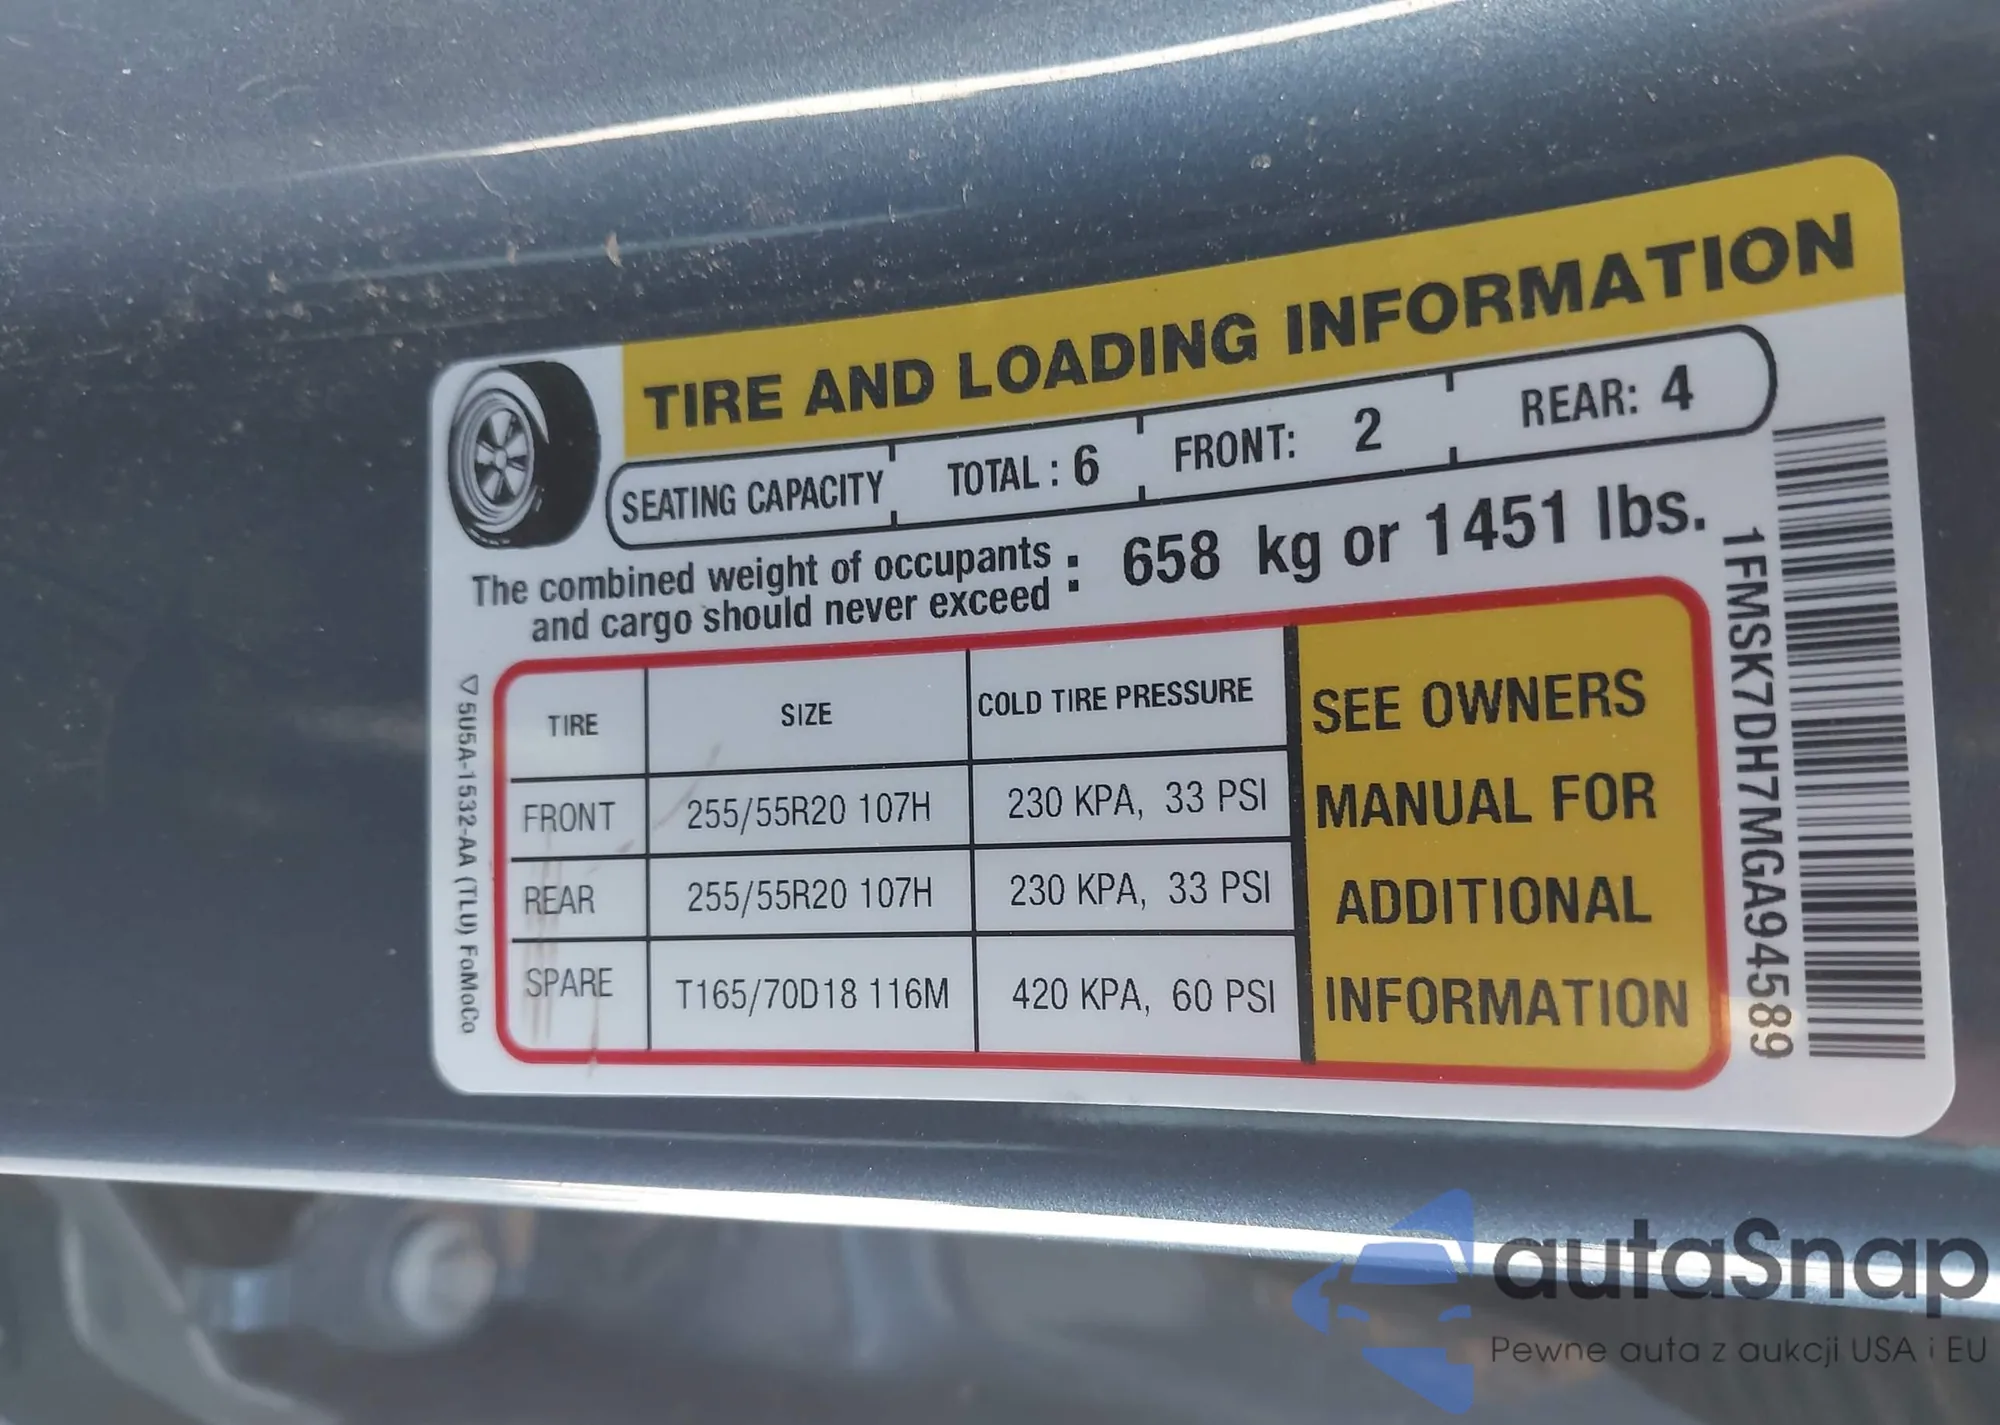 TIRE AND LOADING INFORMATION
SEATING CAPACITY TOTAL : 6 FRONT: 2 REAR: 4
The combined weight of occupants
and cargo should never exceed : 658 kg or 1451 lbs.
TIRE SIZE COLD TIRE PRESSURE
FRONT 255/55R20 107H 230 KPA, 33 PSI
REAR 255/55R20 107H 230 KPA, 33 PSI
SPARE T165/70D18 116M 420 KPA, 60 PSI
SEE OWNERS
MANUAL FOR
ADDITIONAL
INFORMATION
5U5A-1532-AA (TLU) FoMoCo
1FMSK7DH7MGA94589
autaSnap
Pewne auta z aukcji USA i EU